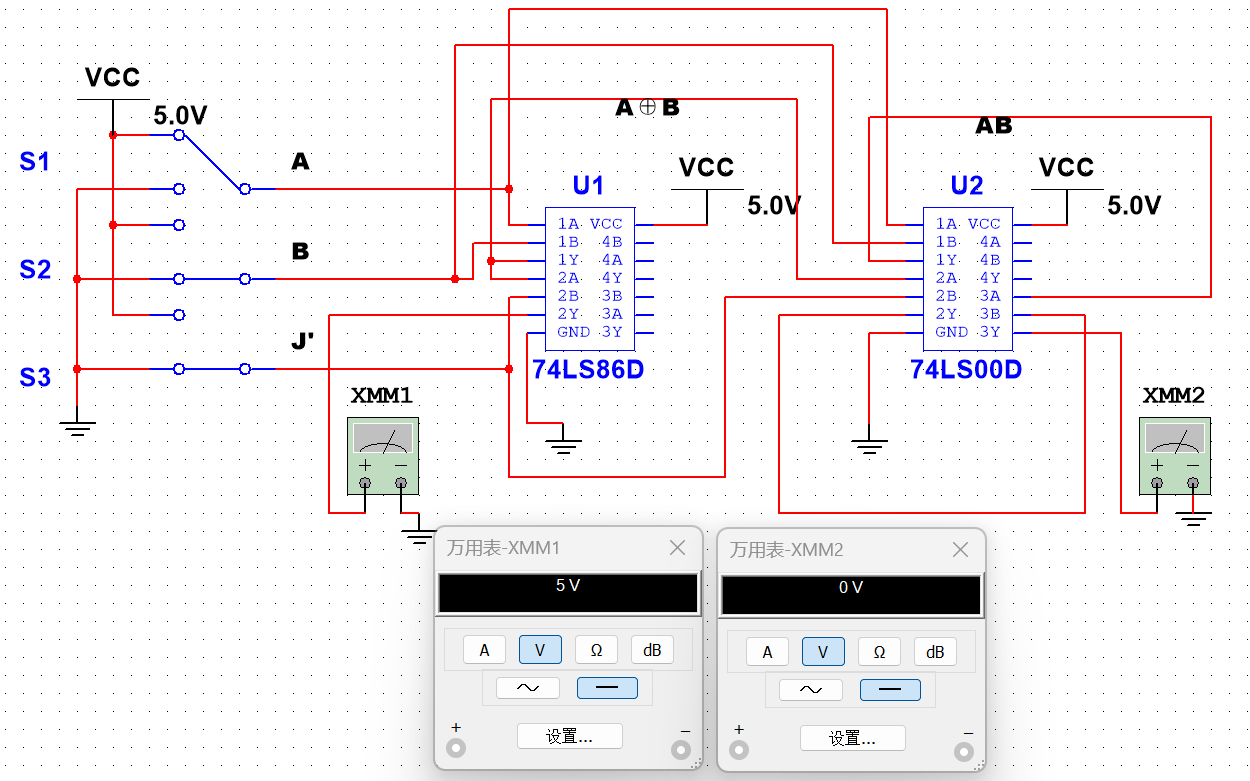 VCC
5.0V
S1
A
S2
B
S3
J'
A⊕B
AB
U1
VCC
5.0V
1A VCC
1B 4B
1Y 4A
2A 4Y
2B 3B
2Y 3A
GND 3Y
74LS86D
U2
VCC
5.0V
1A VCC
1B 4A
1Y 4B
2A 4Y
2B 3A
2Y 3B
GND 3Y
74LS00D
XMM1
+ −
XMM2
+ −
万用表-XMM1
5 V
A V Ω dB
+ −
设置...
万用表-XMM2
0 V
A V Ω dB
+ −
设置...